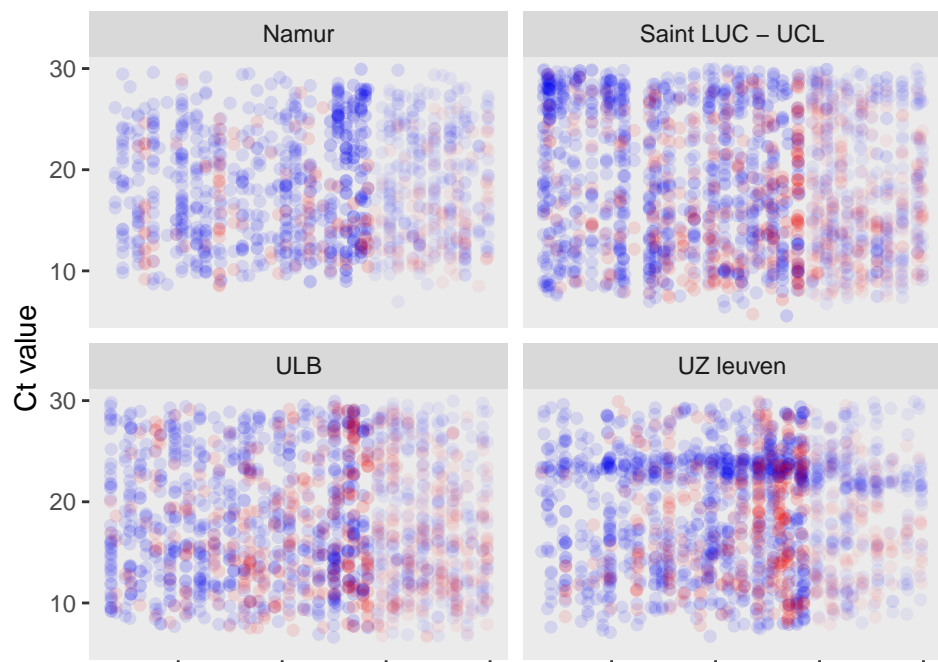 Namur
Saint LUC – UCL
30
20
10
Ct value
ULB
UZ leuven
30
20
10